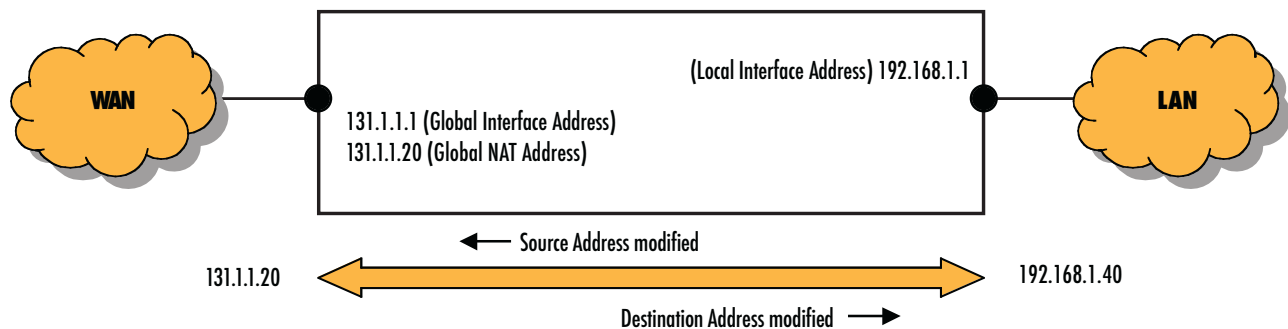 (Local Interface Address) 192.168.1.1
WAN
LAN
131.1.1.1 (Global Interface Address)
131.1.1.20 (Global NAT Address)
Source Address modified
131.1.1.20
192.168.1.40
Destination Address modified